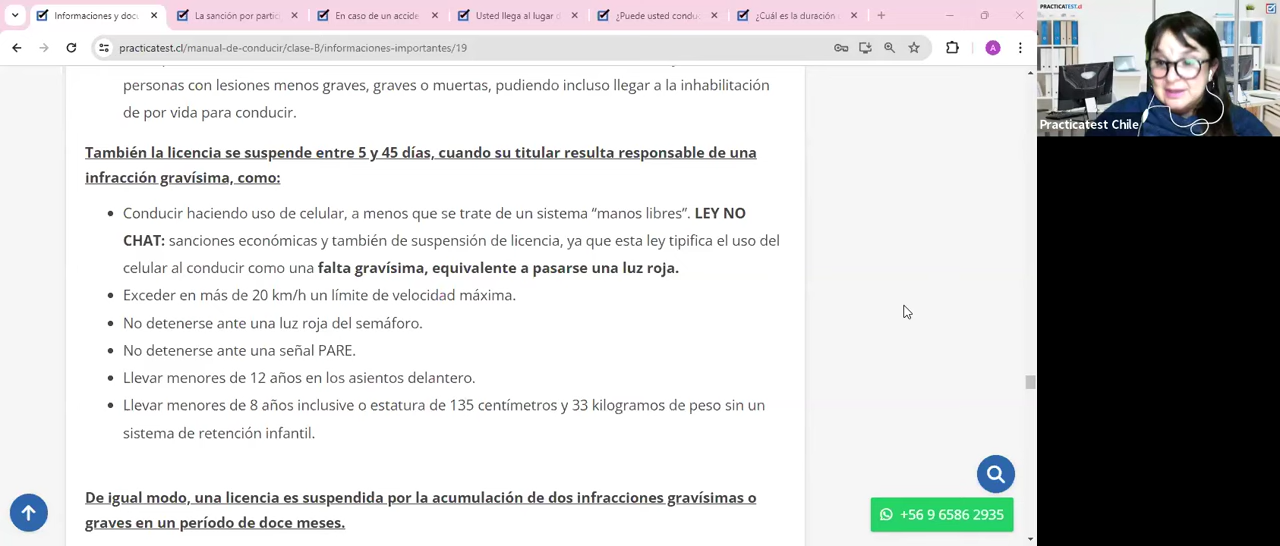 Informaciones y docu
La sanción por partic
En caso de un accide
Usted llega al lugar d
¿Puede usted condu
¿Cuál es la duración
practicatest.cl/manual-de-conducir/clase-B/informaciones-importantes/19
A
PRACTICATEST.cl
Practicatest Chile
personas con lesiones menos graves, graves o muertas, pudiendo incluso llegar a la inhabilitación
de por vida para conducir.
También la licencia se suspende entre 5 y 45 días, cuando su titular resulta responsable de una
infracción gravísima, como:
Conducir haciendo uso de celular, a menos que se trate de un sistema “manos libres”. LEY NO
CHAT: sanciones económicas y también de suspensión de licencia, ya que esta ley tipifica el uso del
celular al conducir como una falta gravísima, equivalente a pasarse una luz roja.
Exceder en más de 20 km/h un límite de velocidad máxima.
No detenerse ante una luz roja del semáforo.
No detenerse ante una señal PARE.
Llevar menores de 12 años en los asientos delantero.
Llevar menores de 8 años inclusive o estatura de 135 centímetros y 33 kilogramos de peso sin un
sistema de retención infantil.
De igual modo, una licencia es suspendida por la acumulación de dos infracciones gravísimas o
graves en un período de doce meses.
+56 9 6586 2935